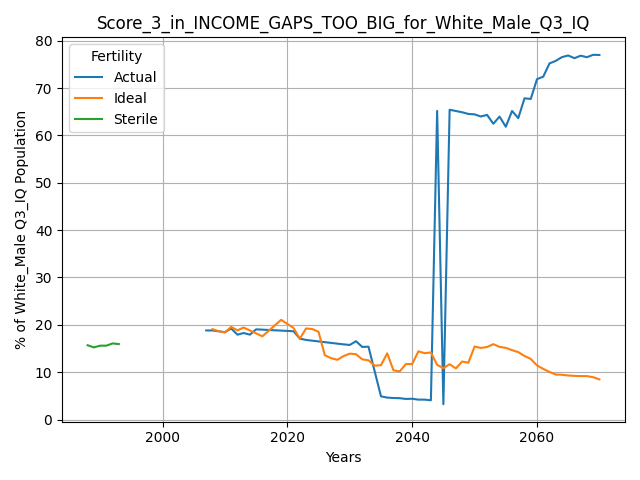 Score_3_in_INCOME_GAPS_TOO_BIG_for_White_Male_Q3_IQ
Fertility
Actual
Ideal
Sterile
% of White_Male Q3_IQ Population
80
70
60
50
40
30
20
10
0
2000 2020 2040 2060
Years